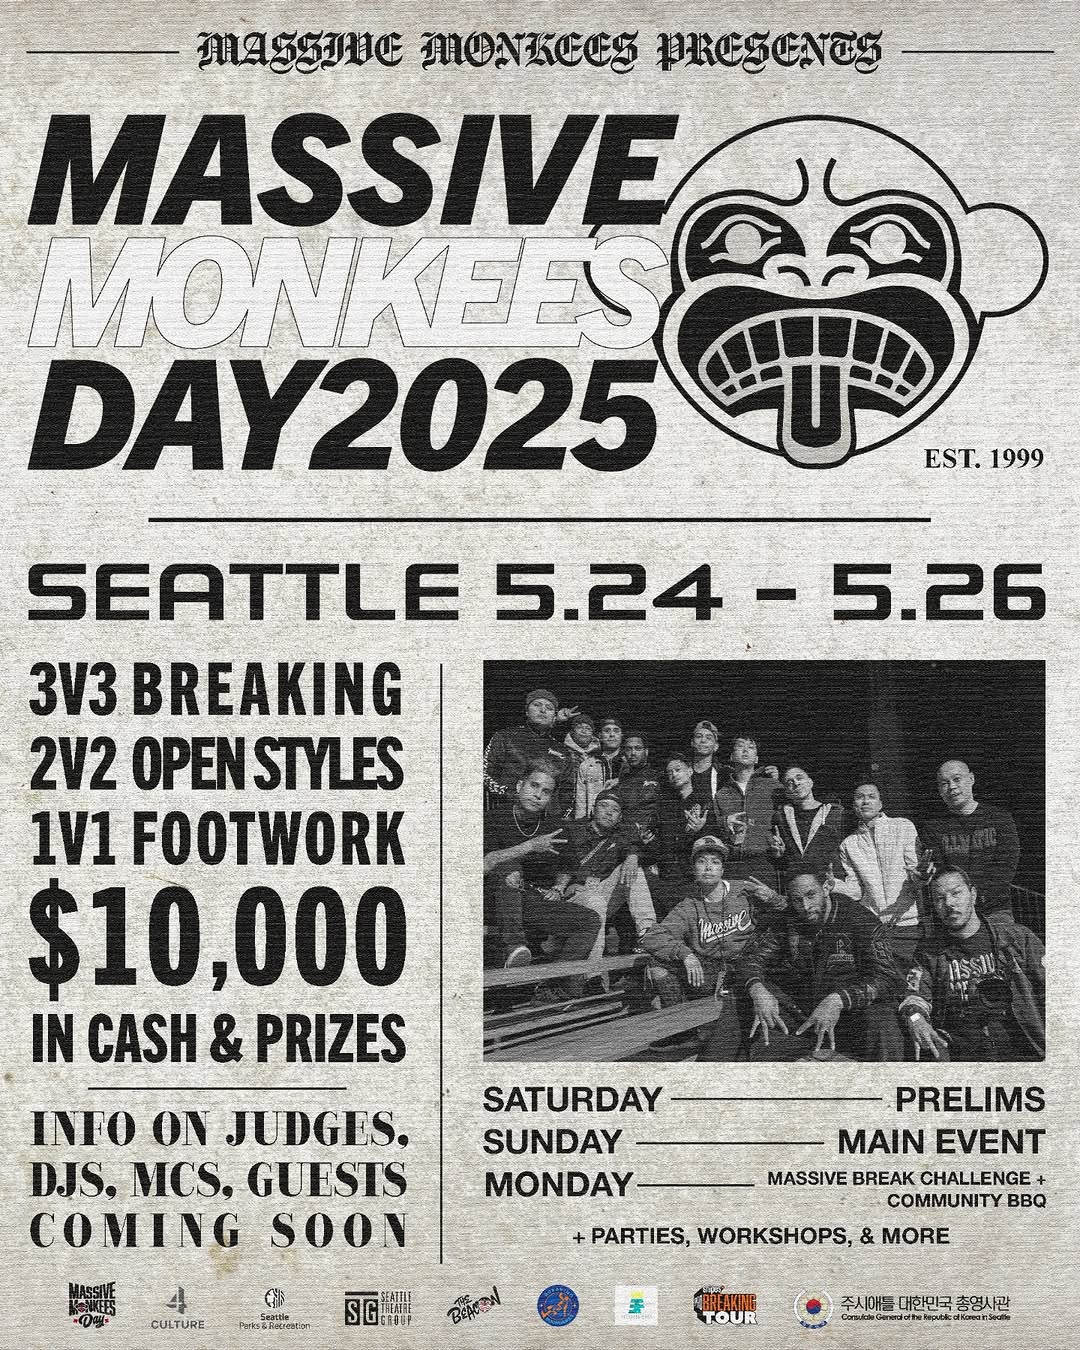 MASSIVE MONKEES PRESENTS
MASSIVE
MONKEES
DAY2025
EST. 1999
SEATTLE 5.24 - 5.26
3V3 BREAKING
2V2 OPEN STYLES
1V1 FOOTWORK
$10,000
IN CASH & PRIZES
INFO ON JUDGES,
DJS, MCS, GUESTS
COMING SOON
Massive
SATURDAY PRELIMS
SUNDAY MAIN EVENT
MONDAY MASSIVE BREAK CHALLENGE +
COMMUNITY BBQ
+ PARTIES, WORKSHOPS, & MORE
MASSIVE
MONKEES
Day
4
CULTURE
Seattle
Parks & Recreation
STG
SEATTLE
THEATRE
GROUP
THE
BEACON
BREAKING
TOUR
주시애틀 대한민국 총영사관
Consulate General of the Republic of Korea in Seattle